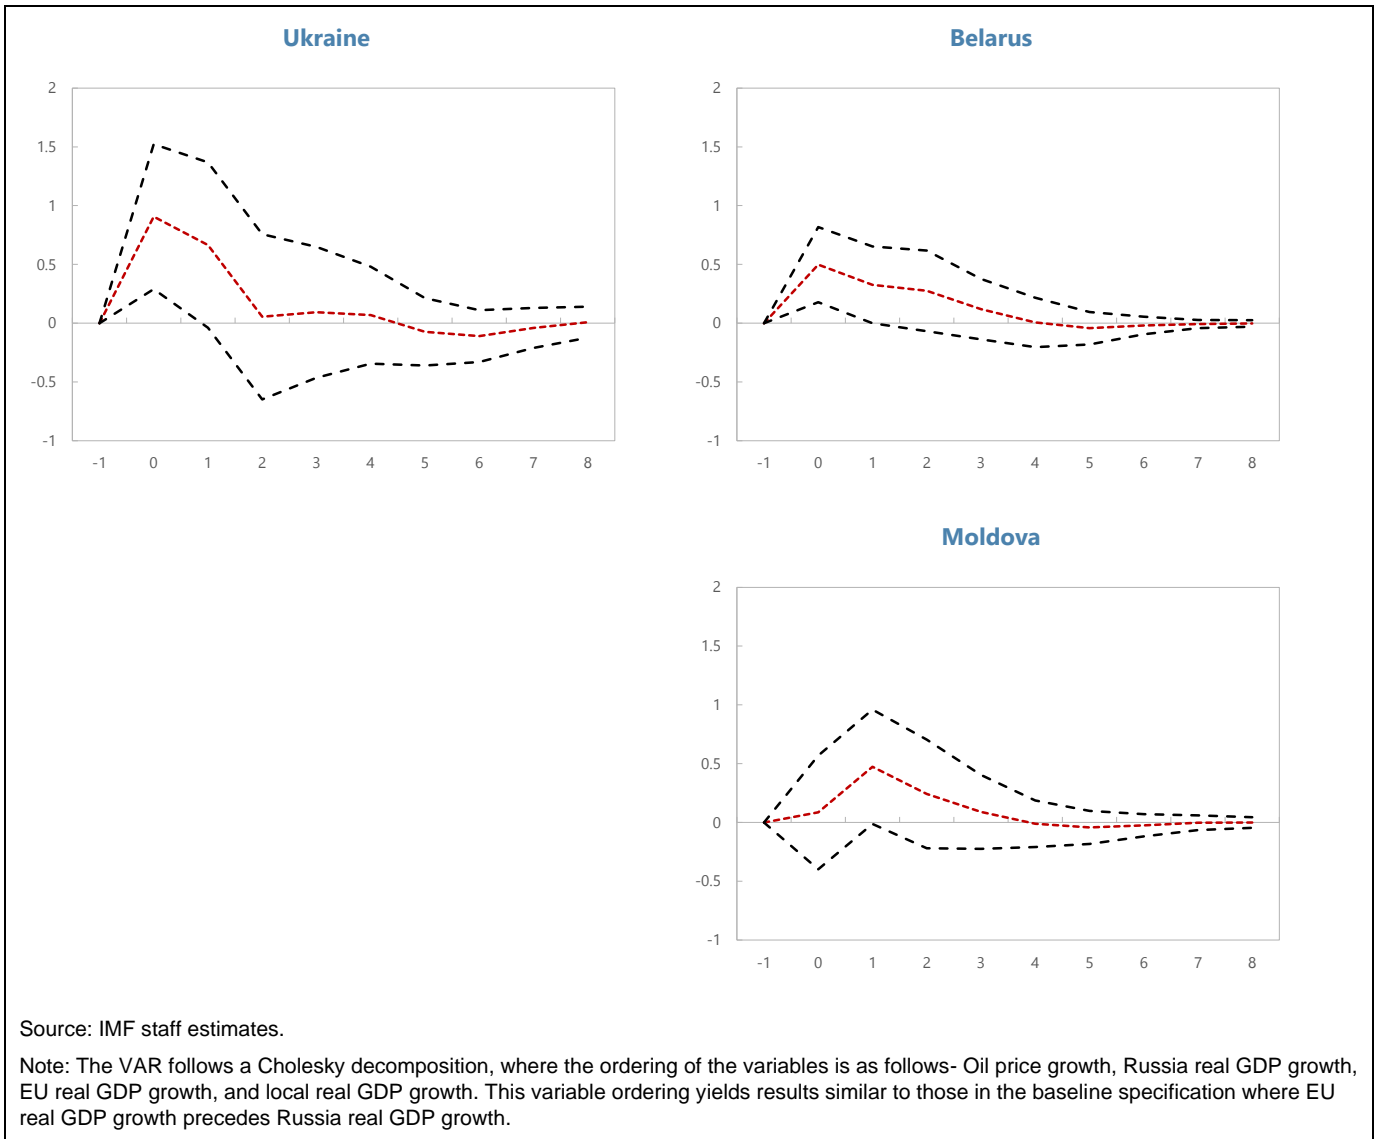 Ukraine
2
1.5
1
0.5
0
-0.5
-1
-1 0 1 2 3 4 5 6 7 8
Belarus
2
1.5
1
0.5
0
-0.5
-1
-1 0 1 2 3 4 5 6 7 8
Moldova
2
1.5
1
0.5
0
-0.5
-1
-1 0 1 2 3 4 5 6 7 8
Source: IMF staff estimates.
Note: The VAR follows a Cholesky decomposition, where the ordering of the variables is as follows- Oil price growth, Russia real GDP growth,
EU real GDP growth, and local real GDP growth. This variable ordering yields results similar to those in the baseline specification where EU
real GDP growth precedes Russia real GDP growth.